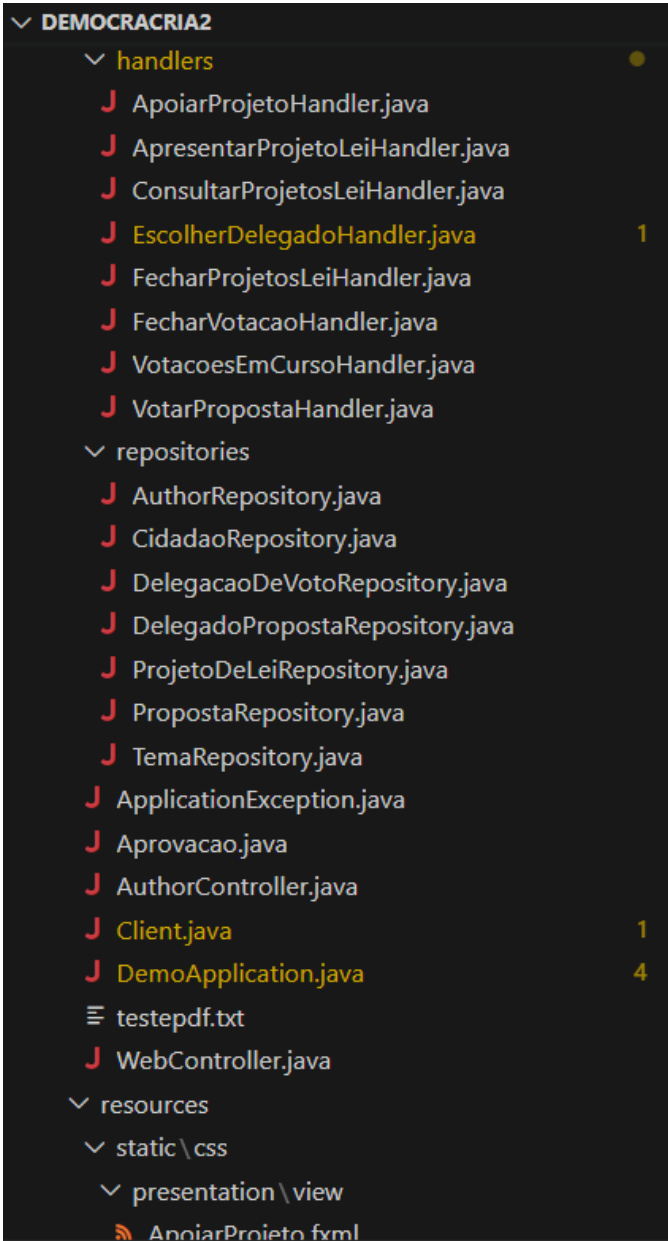 DEMOCRACRIA2
handlers
ApoiarProjetoHandler.java
ApresentarProjetoLeiHandler.java
ConsultarProjetosLeiHandler.java
EscolherDelegadoHandler.java 1
FecharProjetosLeiHandler.java
FecharVotacaoHandler.java
VotacoesEmCursoHandler.java
VotarPropostaHandler.java
repositories
AuthorRepository.java
CidadaoRepository.java
DelegacaoDeVotoRepository.java
DelegadoPropostaRepository.java
ProjetoDeLeiRepository.java
PropostaRepository.java
TemaRepository.java
ApplicationException.java
Aprovacao.java
AuthorController.java
Client.java 1
DemoApplication.java 4
testepdf.txt
WebController.java
resources
static\css
presentation\view
ApoiarProjeto.fxml